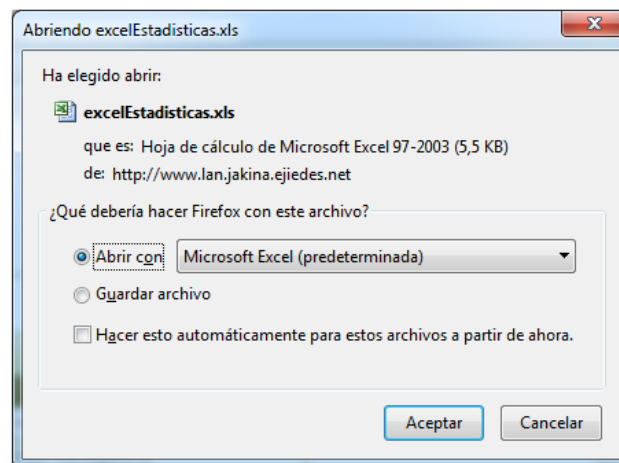 Abriendo excelEstadisticas.xls
Ha elegido abrir:
excelEstadisticas.xls
que es: Hoja de cálculo de Microsoft Excel 97-2003 (5,5 KB)
de: http://www.lan.jakina.ejiedes.net
¿Qué debería hacer Firefox con este archivo?
Abrir con Microsoft Excel (predeterminada)
Guardar archivo
Hacer esto automáticamente para estos archivos a partir de ahora.
Aceptar Cancelar